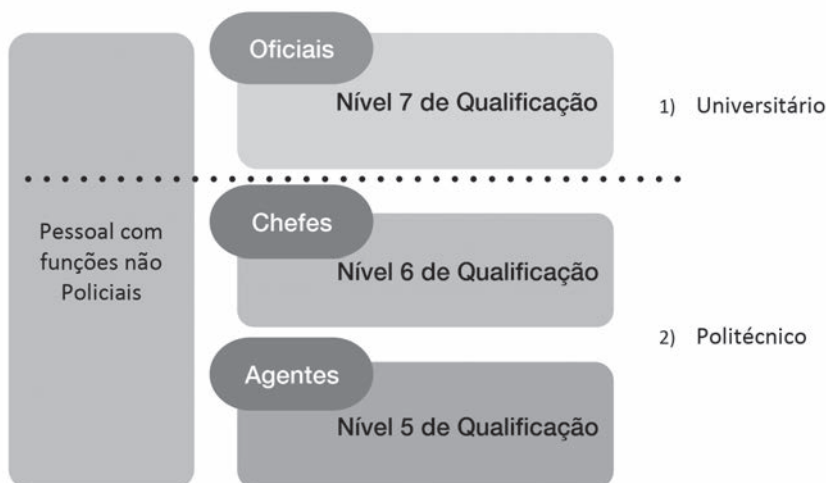 Oficiais
Nível 7 de Qualificação
1) Universitário
Pessoal com
funções não
Policiais
Chefes
Nível 6 de Qualificação
2) Politécnico
Agentes
Nível 5 de Qualificação